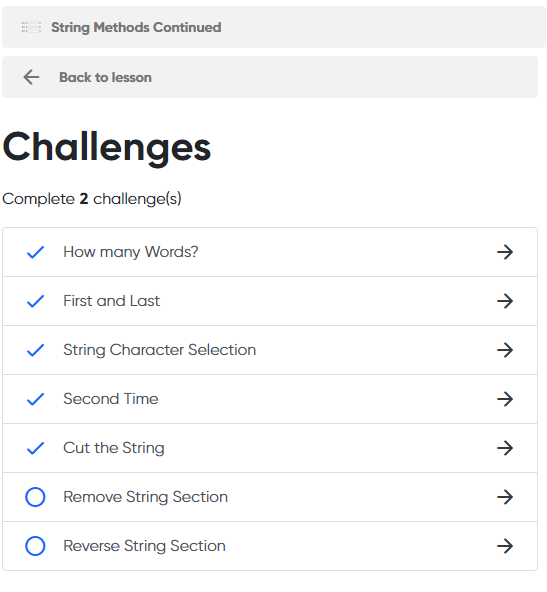 String Methods Continued
Back to lesson
Challenges
Complete 2 challenge(s)
How many Words?
First and Last
String Character Selection
Second Time
Cut the String
Remove String Section
Reverse String Section